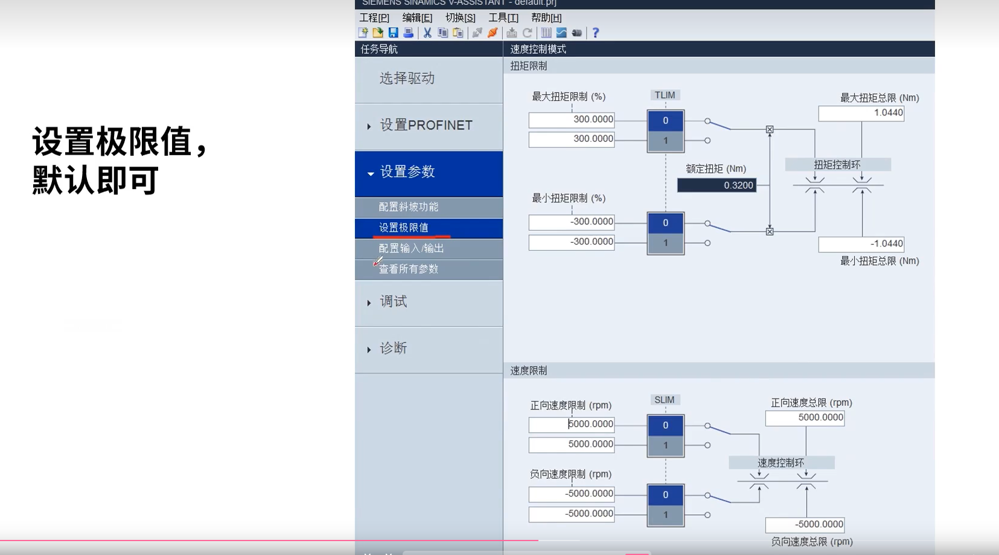 SIEMENS SINAMICS V-ASSISTANT - default.prj
工程[P] 编辑[E] 切换[S] 工具[T] 帮助[H]
任务导航
速度控制模式
选择驱动
设置PROFINET
设置参数
配置斜坡功能
设置极限值
配置输入/输出
查看所有参数
调试
诊断
设置极限值，
默认即可
扭矩限制
最大扭矩限制 (%)
TLIM
最大扭矩总限 (Nm)
300.0000
0
1.0440
300.0000
1
额定扭矩 (Nm)
0.3200
扭矩控制环
最小扭矩限制 (%)
-300.0000
0
-300.0000
1
-1.0440
最小扭矩总限 (Nm)
速度限制
正向速度限制 (rpm)
SLIM
正向速度总限 (rpm)
5000.0000
0
5000.0000
5000.0000
1
速度控制环
负向速度限制 (rpm)
-5000.0000
0
-5000.0000
1
-5000.0000
负向速度总限 (rpm)